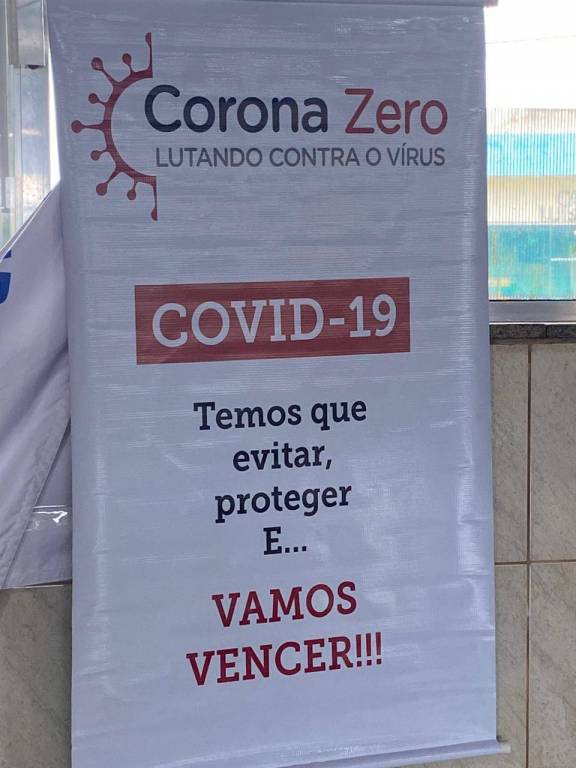 Corona Zero
LUTANDO CONTRA O VÍRUS
COVID-19
Temos que
evitar,
proteger
E...
VAMOS
VENCER!!!